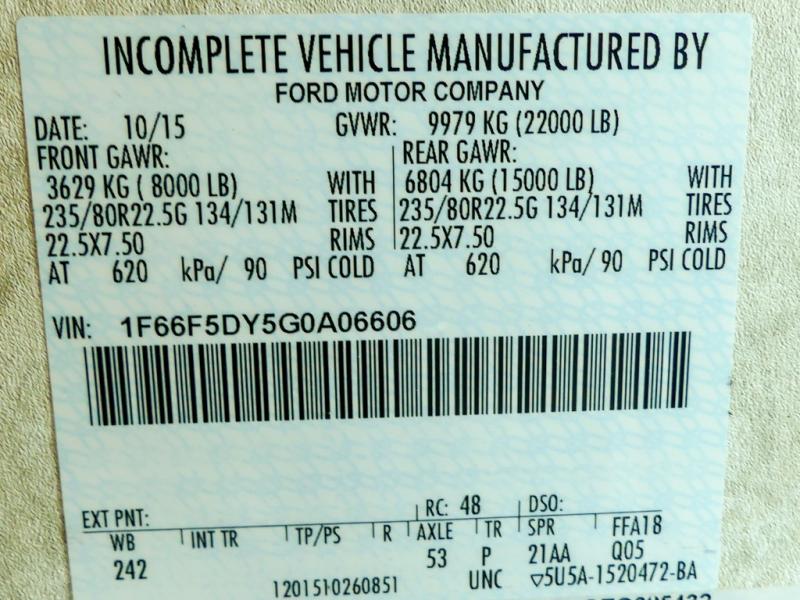 INCOMPLETE VEHICLE MANUFACTURED BY
FORD MOTOR COMPANY
DATE: 10/15 GVWR: 9979 KG (22000 LB)
FRONT GAWR: REAR GAWR:
3629 KG ( 8000 LB) WITH 6804 KG (15000 LB) WITH
235/80R22.5G 134/131M TIRES 235/80R22.5G 134/131M TIRES
22.5X7.50 RIMS 22.5X7.50 RIMS
AT 620 kPa/ 90 PSI COLD AT 620 kPa/ 90 PSI COLD
VIN: 1F66F5DY5G0A06606
EXT PNT: RC: 48 DSO:
WB INT TR TP/PS R AXLE TR SPR FFA18
242 53 P 21AA Q05
1201510260851 UNC ▽5U5A-1520472-BA